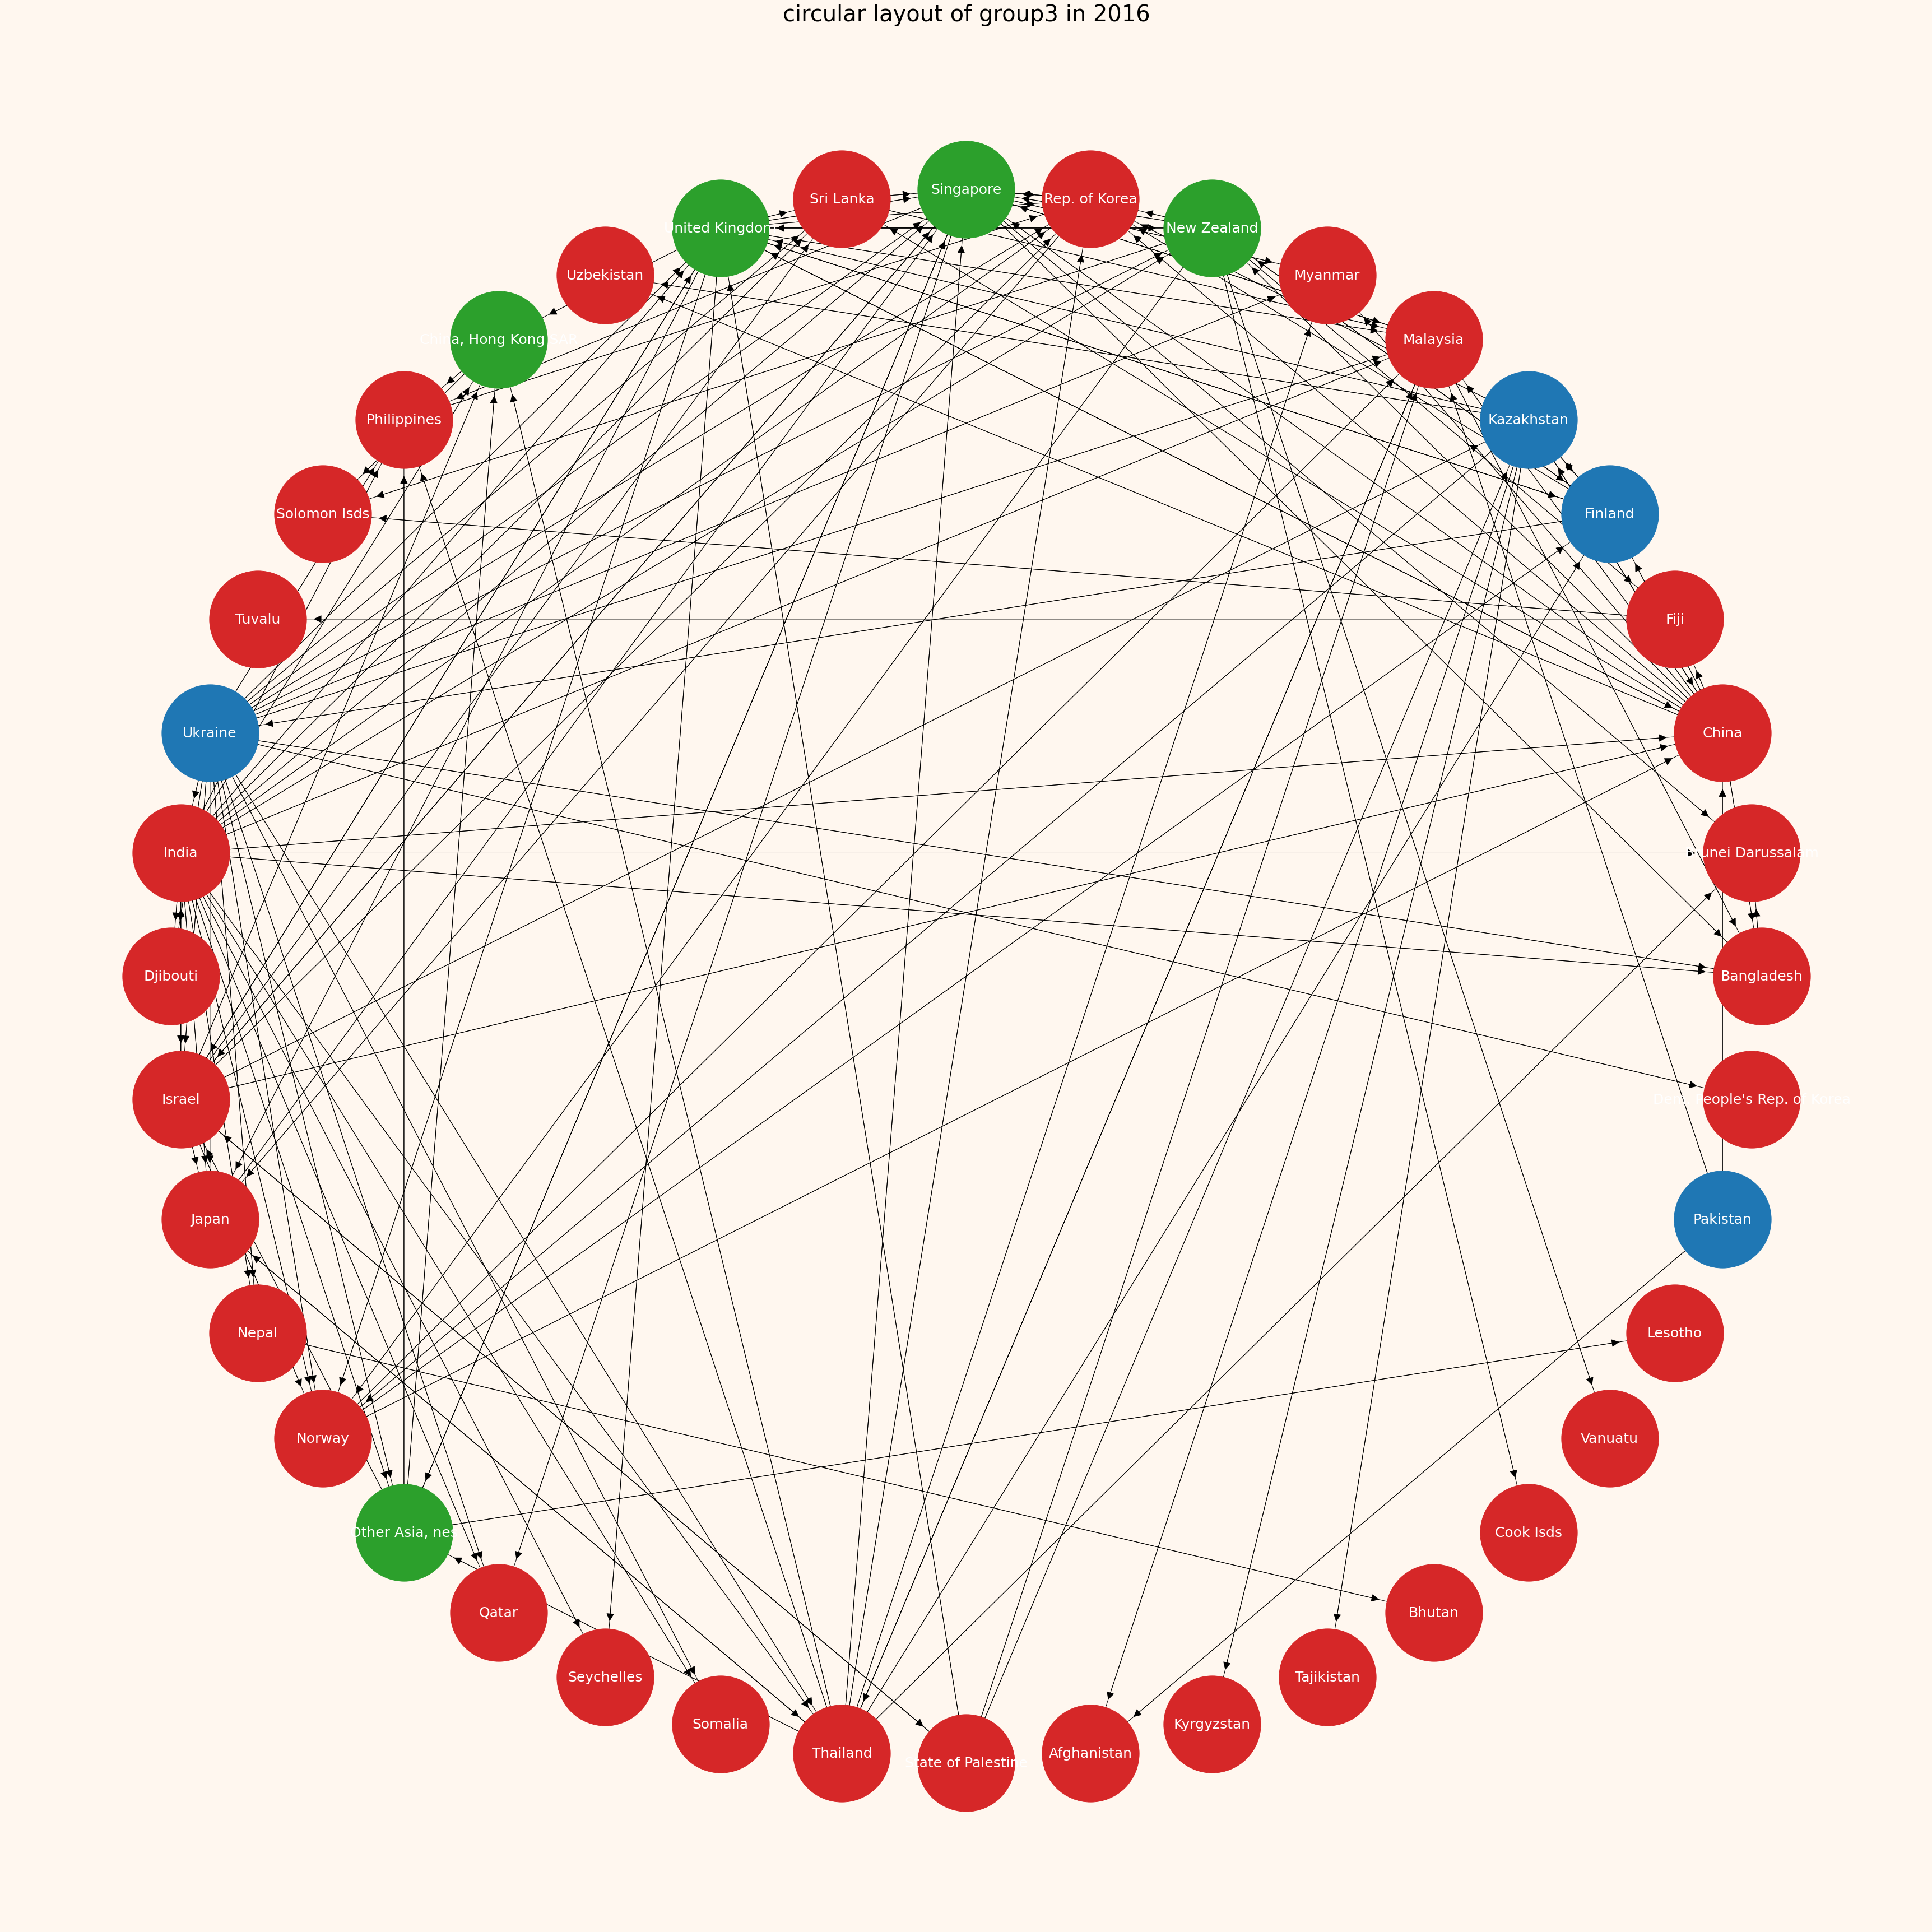 circular layout of group3 in 2016
Singapore
Sri Lanka
Rep. of Korea
United Kingdom
New Zealand
Uzbekistan
Myanmar
China, Hong Kong
Malaysia
Philippines
Kazakhstan
Solomon Isds
Finland
Tuvalu
Fiji
Ukraine
China
India
Brunei Darussalam
Djibouti
Bangladesh
Israel
People's Rep. of Korea
Japan
Pakistan
Nepal
Lesotho
Norway
Vanuatu
Other Asia, nes
Cook Isds
Qatar
Bhutan
Seychelles
Tajikistan
Somalia
Kyrgyzstan
Thailand
Afghanistan
State of Palestine